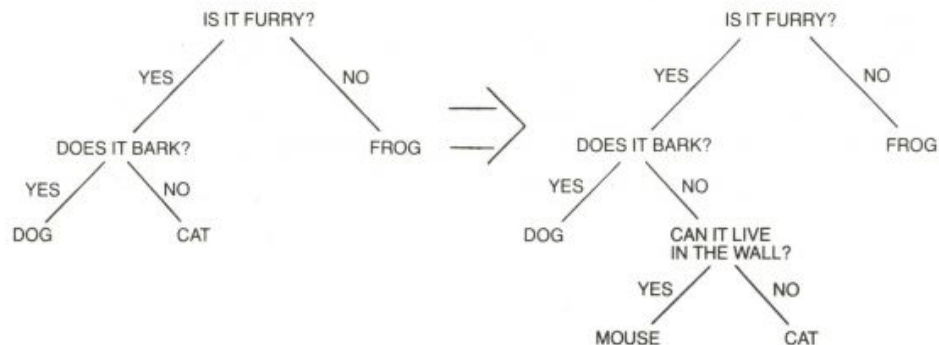 IS IT FURRY?
YES
NO
DOES IT BARK?
FROG
YES
NO
DOG
CAT
IS IT FURRY?
YES
NO
DOES IT BARK?
FROG
YES
NO
DOG
CAN IT LIVE
IN THE WALL?
YES
NO
MOUSE
CAT